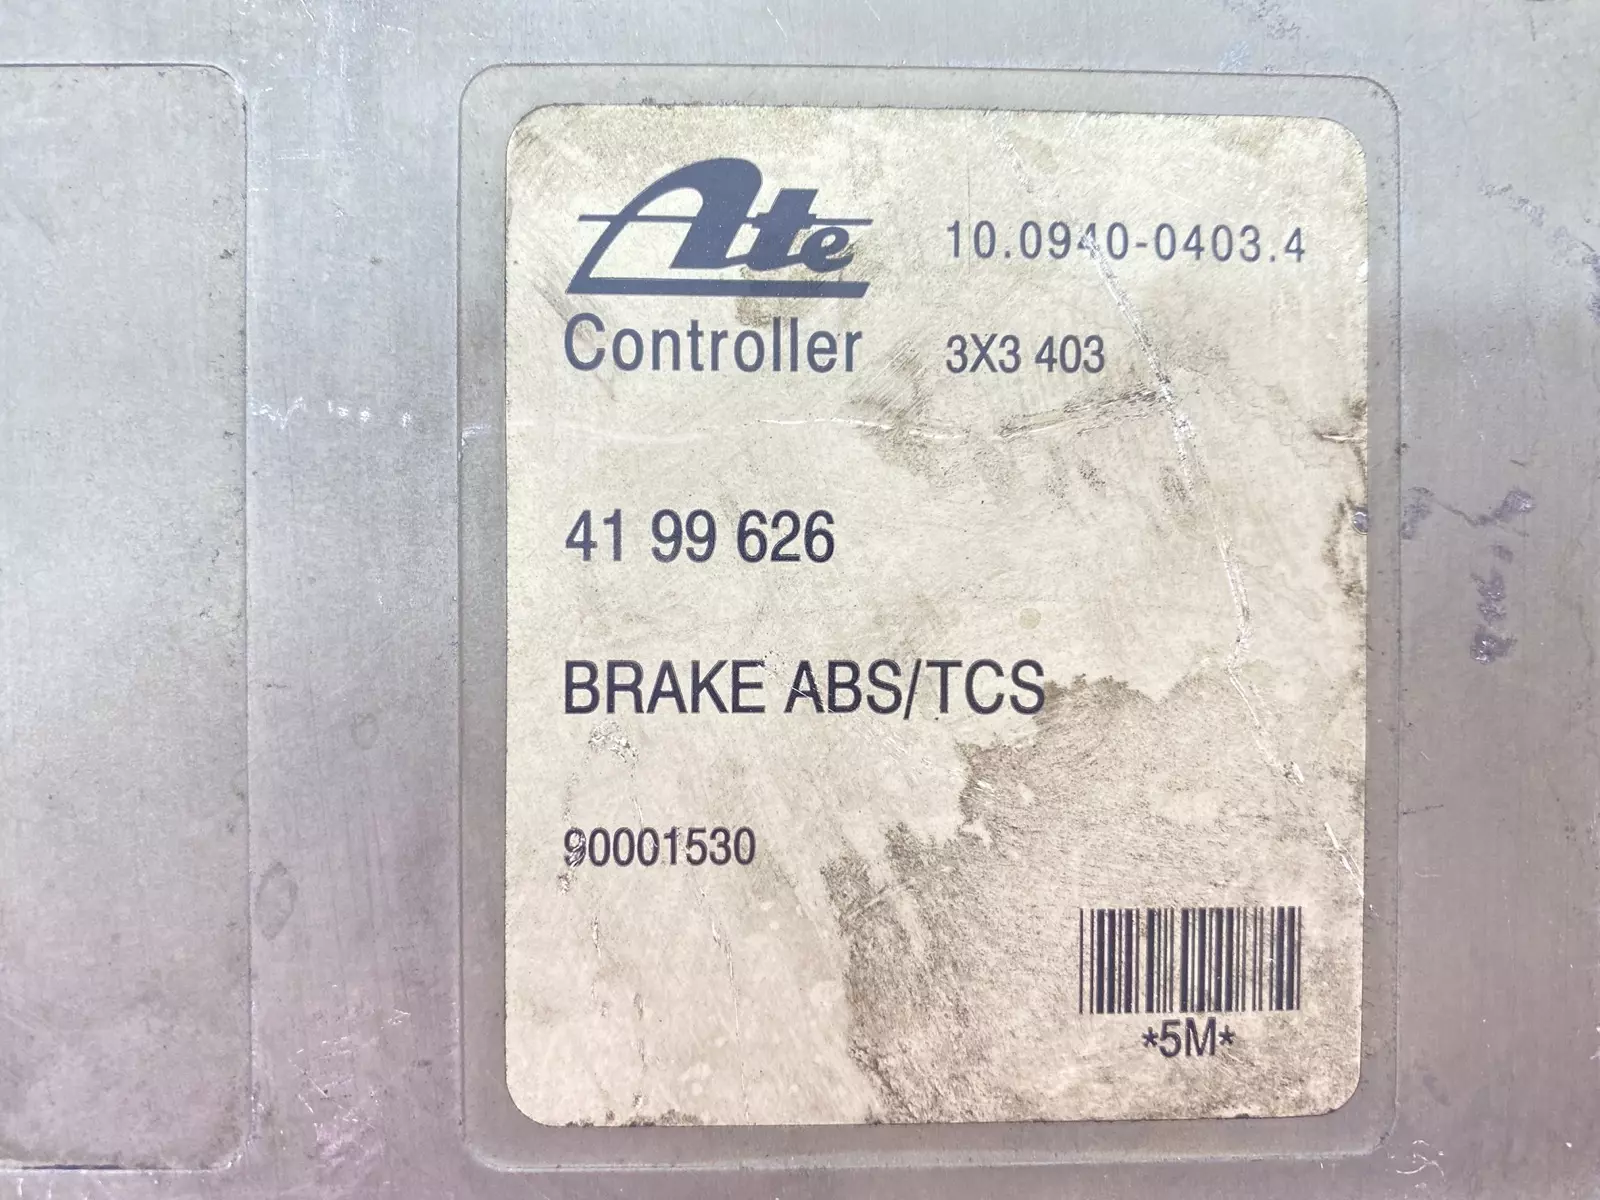 Ate 10.0940-0403.4
Controller 3X3 403
41 99 626
BRAKE ABS/TCS
90001530
*5M*